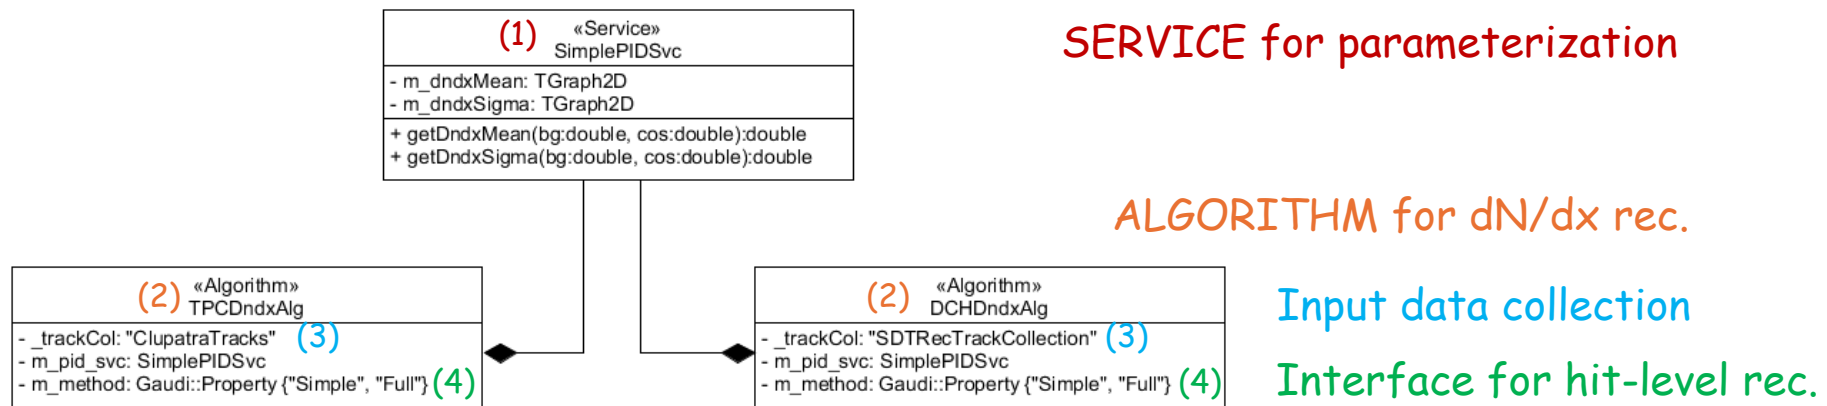 (1) «Service»
SimplePIDSvc
- m_dndxMean: TGraph2D
- m_dndxSigma: TGraph2D
+ getDndxMean(bg:double, cos:double):double
+ getDndxSigma(bg:double, cos:double):double
SERVICE for parameterization
ALGORITHM for dN/dx rec.
(2) «Algorithm»
TPCDndxAlg
- _trackCol: "ClupatraTracks" (3)
- m_pid_svc: SimplePIDSvc
- m_method: Gaudi::Property {"Simple", "Full"} (4)
(2) «Algorithm»
DCHDndxAlg
- _trackCol: "SDTRecTrackCollection" (3)
- m_pid_svc: SimplePIDSvc
- m_method: Gaudi::Property {"Simple", "Full"} (4)
Input data collection
Interface for hit-level rec.